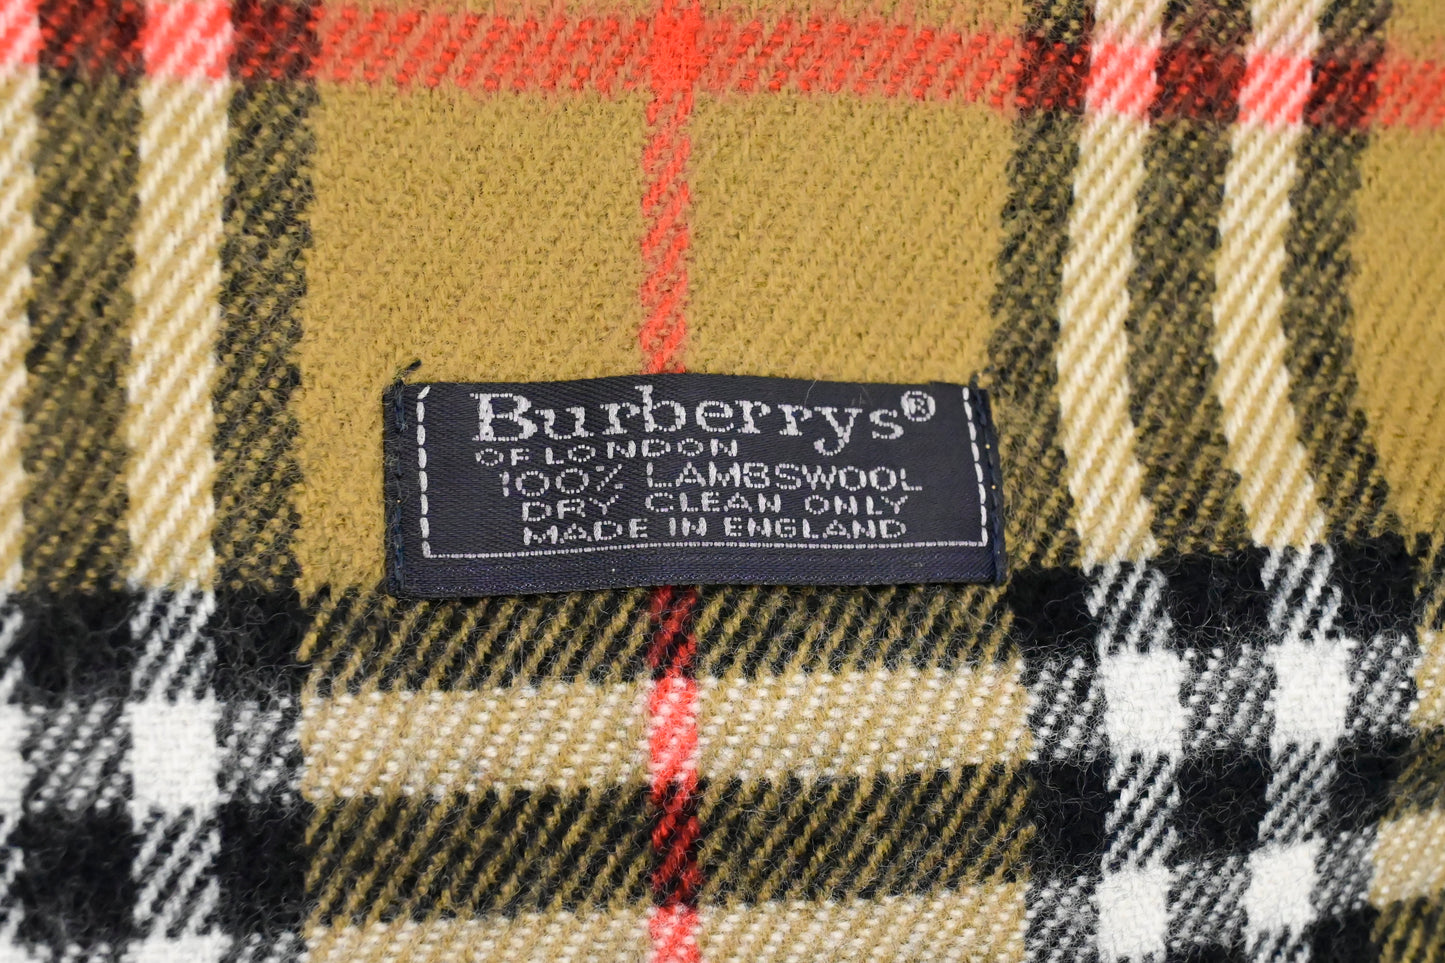 Burberrys®
OF LONDON
100% LAMBSWOOL
DRY CLEAN ONLY
MADE IN ENGLAND